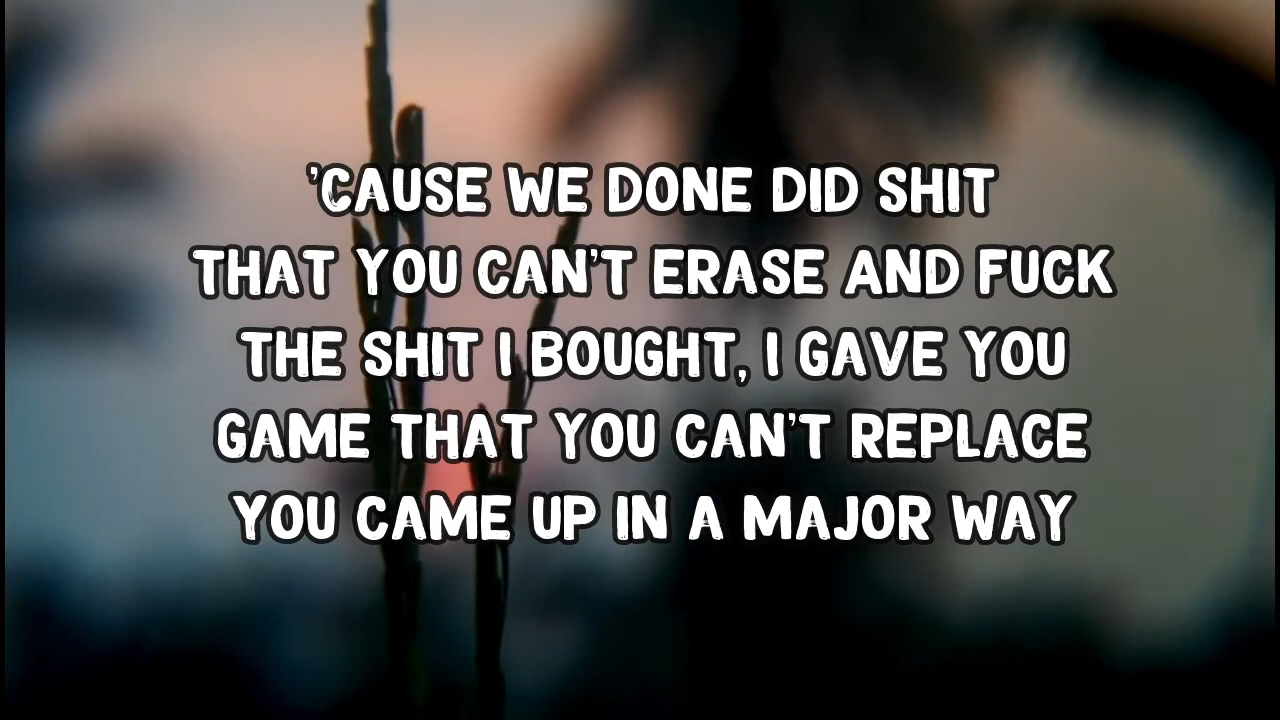 'CAUSE WE DONE DID SHIT
THAT YOU CAN'T ERASE AND FUCK
THE SHIT I BOUGHT, I GAVE YOU
GAME THAT YOU CAN'T REPLACE
YOU CAME UP IN A MAJOR WAY